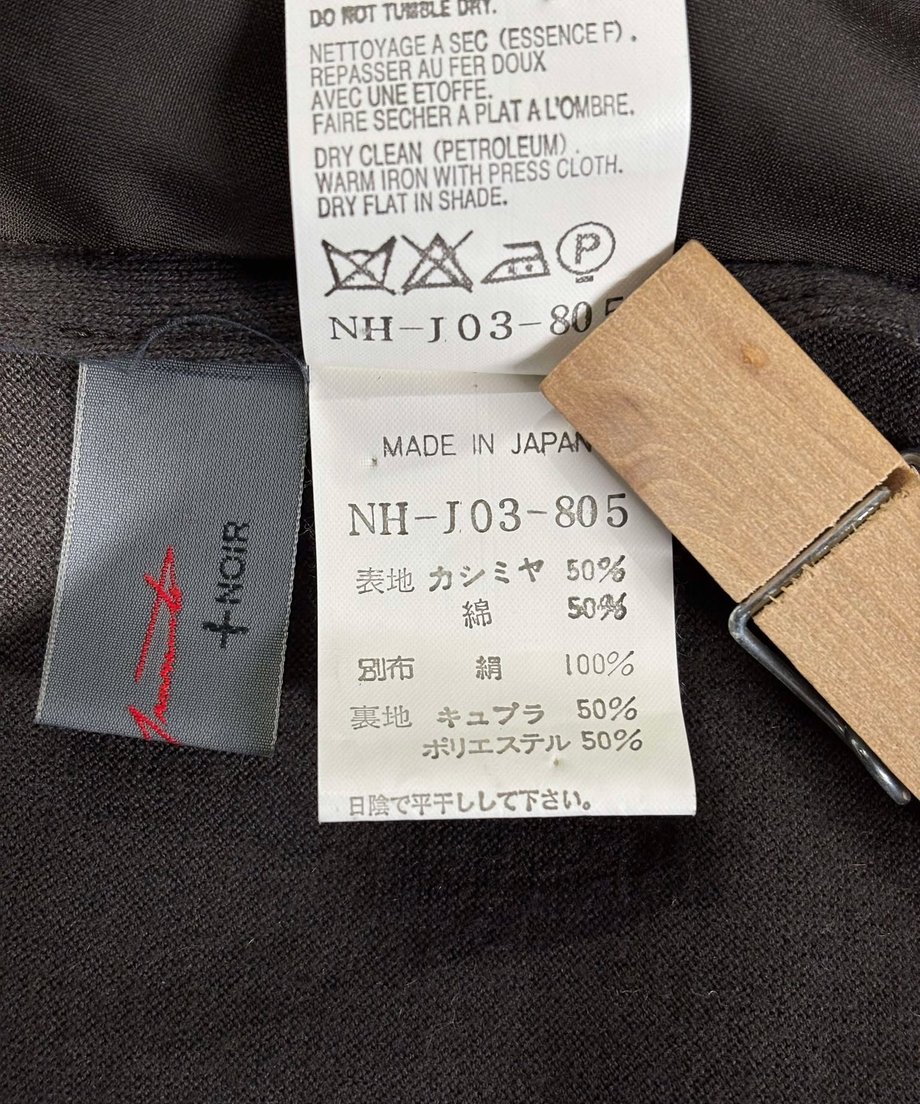 DO NOT TUMBLE DRY.
NETTOYAGE A SEC (ESSENCE F).
REPASSER AU FER DOUX
AVEC UNE ETOFFE.
FAIRE SECHER A PLAT A L'OMBRE.
DRY CLEAN (PETROLEUM).
WARM IRON WITH PRESS CLOTH.
DRY FLAT IN SHADE.
P
NH-J03-805
MADE IN JAPAN
NH-J03-805
表地 カシミヤ 50%
綿 50%
別布 絹 100%
裏地 キュプラ 50%
ポリエステル 50%
日陰で平干しして下さい。
+NOIR